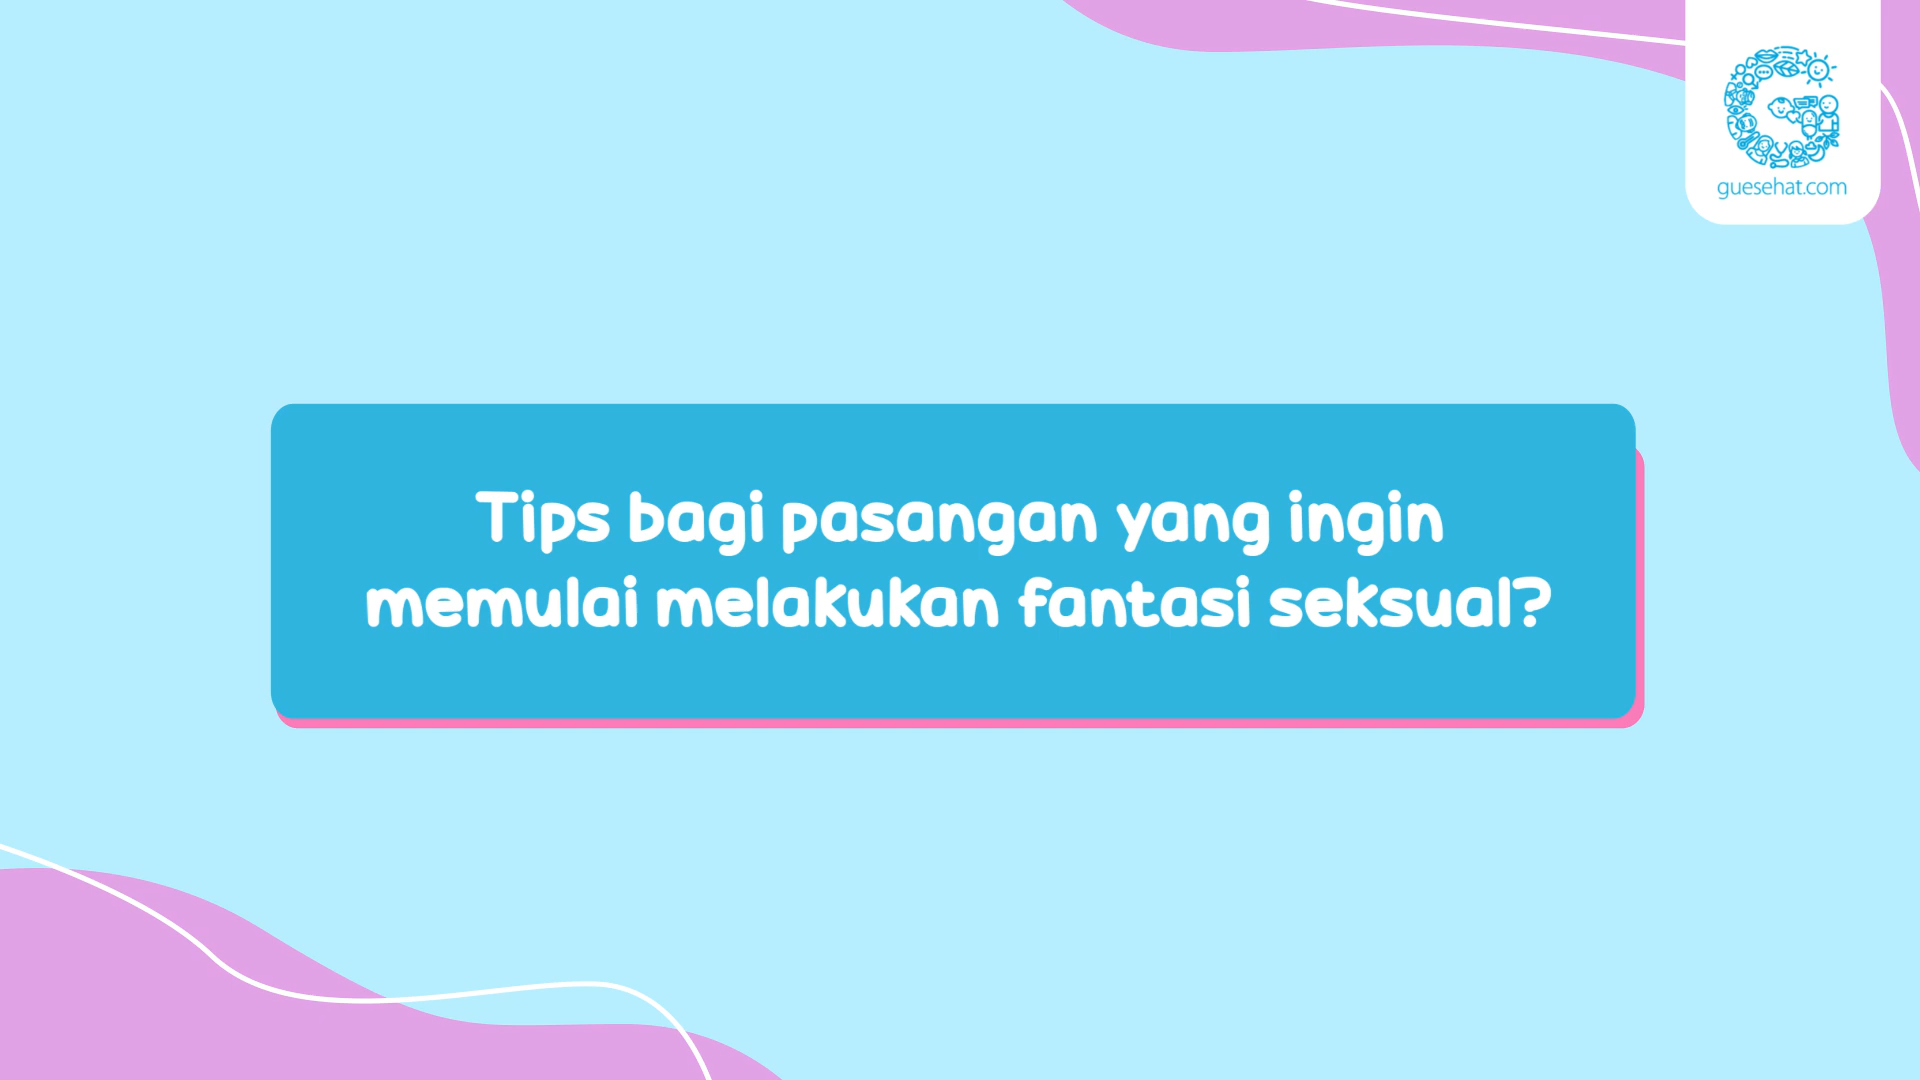 guesehat.com
Tips bagi pasangan yang ingin
memulai melakukan fantasi seksual?